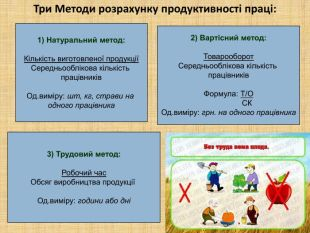 Три Методи розрахунку продуктивності праці:
1) Натуральний метод:
Кількість виготовленої продукції
Середньооблікова кількість
працівників
Од.виміру: шт, кг, страви на
одного працівника
2) Вартісний метод:
Товарооборот
Середньооблікова кількість
працівників
Формула: Т/О
СК
Од.виміру: грн. на одного працівника
3) Трудовий метод:
Робочий час
Обсяг виробництва продукції
Од.виміру: години або дні
Без труда нема плода.